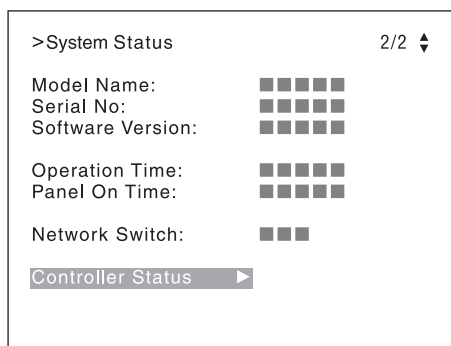 >System Status 2/2
Model Name: ■■■■■
Serial No: ■■■■■
Software Version: ■■■■■
Operation Time: ■■■■■
Panel On Time: ■■■■■
Network Switch: ■■■
Controller Status